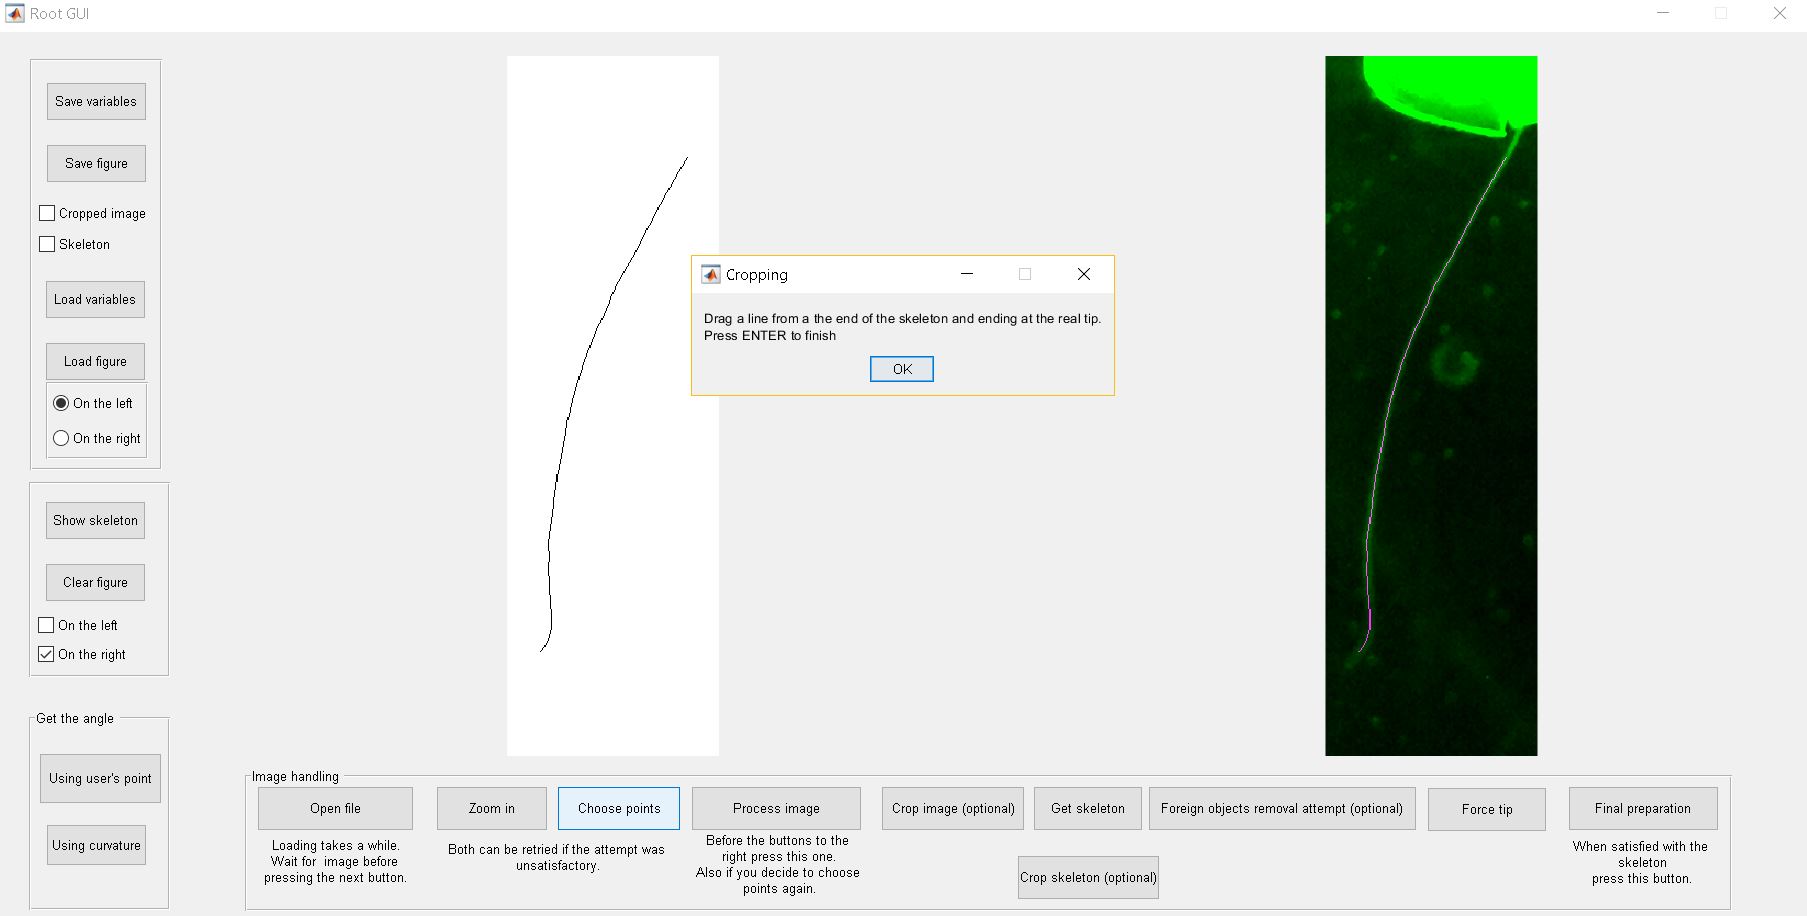 Root GUI
Save variables
Save figure
Cropped image
Skeleton
Load variables
Load figure
On the left
On the right
Show skeleton
Clear figure
On the left
On the right
Get the angle
Using user's point
Using curvature
Cropping
Drag a line from a the end of the skeleton and ending at the real tip.
Press ENTER to finish
OK
Image handling
Open file
Loading takes a while.
Wait for  image before
pressing the next button.
Zoom in
Choose points
Both can be retried if the attempt was
unsatisfactory.
Process image
Before the buttons to the
right press this one.
Also if you decide to choose
points again.
Crop image (optional)
Get skeleton
Crop skeleton (optional)
Foreign objects removal attempt (optional)
Force tip
Final preparation
When satisfied with the
skeleton
press this button.